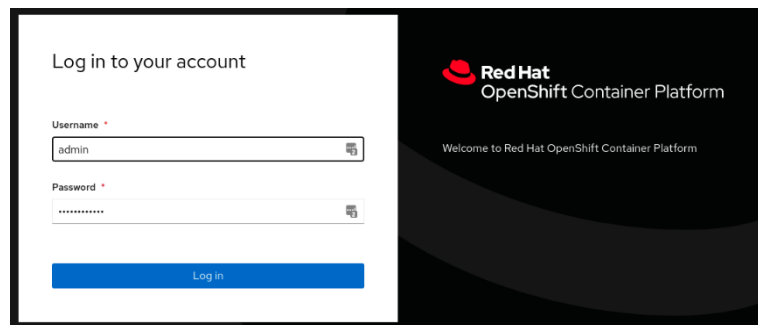 Log in to your account
Username *
admin
Password *
••••••••••••
Log in
Red Hat
OpenShift Container Platform
Welcome to Red Hat OpenShift Container Platform